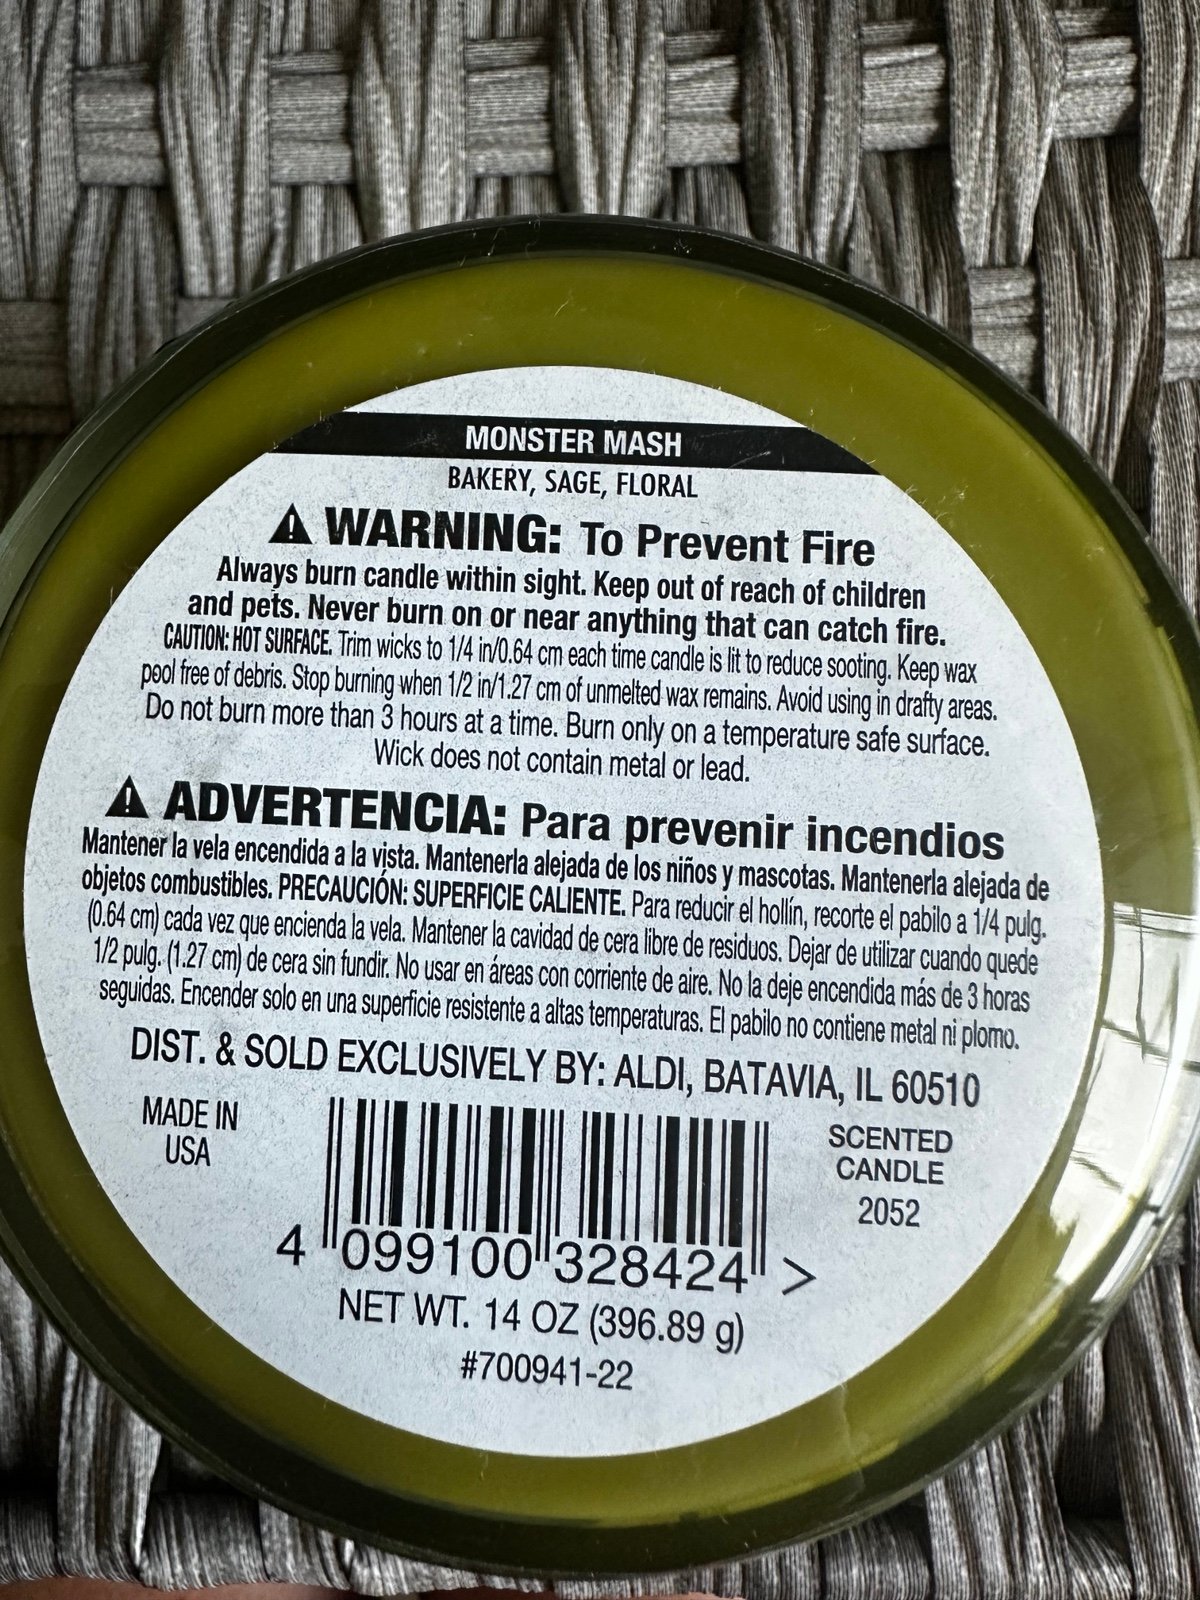 MONSTER MASH
BAKERY, SAGE, FLORAL
⚠ WARNING: To Prevent Fire
Always burn candle within sight. Keep out of reach of children
and pets. Never burn on or near anything that can catch fire.
CAUTION: HOT SURFACE. Trim wicks to 1/4 in/0.64 cm each time candle is lit to reduce sooting. Keep wax
pool free of debris. Stop burning when 1/2 in/1.27 cm of unmelted wax remains. Avoid using in drafty areas.
Do not burn more than 3 hours at a time. Burn only on a temperature safe surface.
Wick does not contain metal or lead.
⚠ ADVERTENCIA: Para prevenir incendios
Mantener la vela encendida a la vista. Mantenerla alejada de los niños y mascotas. Mantenerla alejada de
objetos combustibles. PRECAUCIÓN: SUPERFICIE CALIENTE. Para reducir el hollín, recorte el pabilo a 1/4 pulg.
(0.64 cm) cada vez que encienda la vela. Mantener la cavidad de cera libre de residuos. Dejar de utilizar cuando quede
1/2 pulg. (1.27 cm) de cera sin fundir. No usar en áreas con corriente de aire. No la deje encendida más de 3 horas
seguidas. Encender solo en una superficie resistente a altas temperaturas. El pabilo no contiene metal ni plomo.
DIST. & SOLD EXCLUSIVELY BY: ALDI, BATAVIA, IL 60510
MADE IN
USA
SCENTED
CANDLE
2052
4 099100 328424 >
NET WT. 14 OZ (396.89 g)
#700941-22